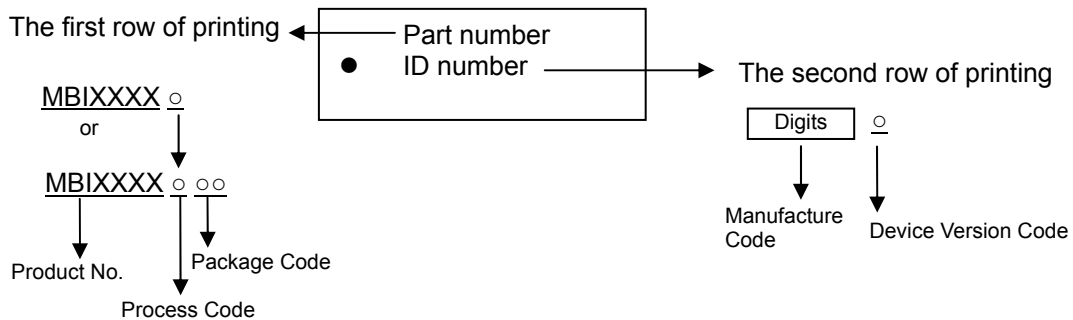 The first row of printing
Part number
ID number
The second row of printing
MBIXXXX ○
or
MBIXXXX ○ ○○
Product No.
Package Code
Process Code
Digits ○
Manufacture
Code
Device Version Code